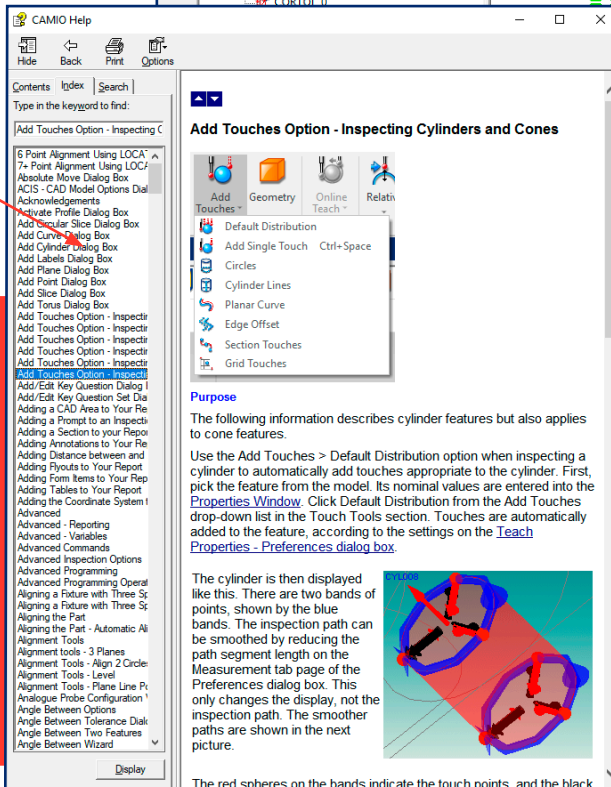 CORTOL D
CAMIO Help
Hide Back Print Options
Contents Index Search
Type in the keyword to find:
Add Touches Option - Inspecting C
6 Point Alignment Using LOCAT
7+ Point Alignment Using LOCA
Absolute Move Dialog Box
ACIS - CAD Model Options Dial
Acknowledgements
Activate Profile Dialog Box
Add Circular Slice Dialog Box
Add Curve Dialog Box
Add Cylinder Dialog Box
Add Labels Dialog Box
Add Plane Dialog Box
Add Point Dialog Box
Add Slice Dialog Box
Add Torus Dialog Box
Add Touches Option - Inspectin
Add Touches Option - Inspectin
Add Touches Option - Inspectin
Add Touches Option - Inspectin
Add Touches Option - Inspectin
Add Touches Option - Inspectin
Add/Edit Key Question Dialog
Add/Edit Key Question Set Dia
Adding a CAD Area to Your Re
Adding a Prompt to an Inspecti
Adding a Section to your Repor
Adding Annotations to Your Re
Adding Distance between and
Adding Flyouts to Your Report
Adding Form Items to Your Rep
Adding Tables to Your Report
Adding the Coordinate System
Advanced
Advanced - Reporting
Advanced - Variables
Advanced Commands
Advanced Inspection Options
Advanced Programming
Advanced Programming Operat
Aligning a Fixture with Three Sp
Aligning a Fixture with Three Sp
Aligning the Part
Aligning the Part - Automatic Ali
Alignment Tools
Alignment tools - 3 Planes
Alignment Tools - Align 2 Circle
Alignment Tools - Level
Alignment Tools - Plane Line Po
Analogue Probe Configuration
Angle Between Options
Angle Between Tolerance Dialo
Angle Between Two Features
Angle Between Wizard
Display
Add Touches Option - Inspecting Cylinders and Cones
Add Touches Geometry Online Teach Relativ
Default Distribution
Add Single Touch Ctrl+Space
Circles
Cylinder Lines
Planar Curve
Edge Offset
Section Touches
Grid Touches
Purpose
The following information describes cylinder features but also applies
to cone features.
Use the Add Touches > Default Distribution option when inspecting a
cylinder to automatically add touches appropriate to the cylinder. First,
pick the feature from the model. Its nominal values are entered into the
Properties Window. Click Default Distribution from the Add Touches
drop-down list in the Touch Tools section. Touches are automatically
added to the feature, according to the settings on the Teach
Properties - Preferences dialog box.
The cylinder is then displayed
like this. There are two bands of
points, shown by the blue
bands. The inspection path can
be smoothed by reducing the
path segment length on the
Measurement tab page of the
Preferences dialog box. This
only changes the display, not the
inspection path. The smoother
paths are shown in the next
picture.
CYL008
The red spheres on the bands indicate the touch points, and the black